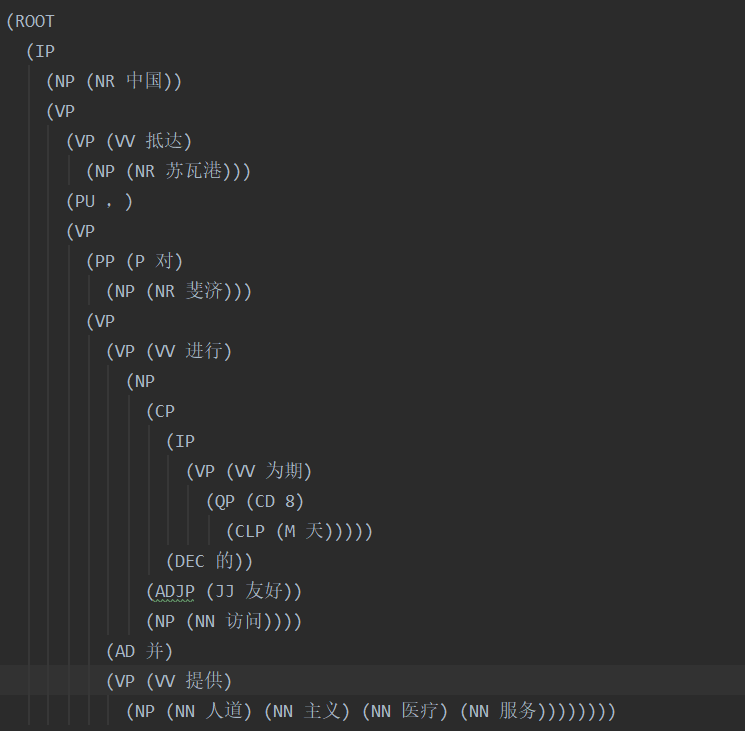 (ROOT
(IP
(NP (NR 中国))
(VP
(VP (VV 抵达)
(NP (NR 苏瓦港)))
(PU ，)
(VP
(PP (P 对)
(NP (NR 斐济)))
(VP
(VP (VV 进行)
(NP
(CP
(IP
(VP (VV 为期)
(QP (CD 8)
(CLP (M 天)))))
(DEC 的))
(ADJP (JJ 友好))
(NP (NN 访问))))
(AD 并)
(VP (VV 提供)
(NP (NN 人道) (NN 主义) (NN 医疗) (NN 服务))))))))